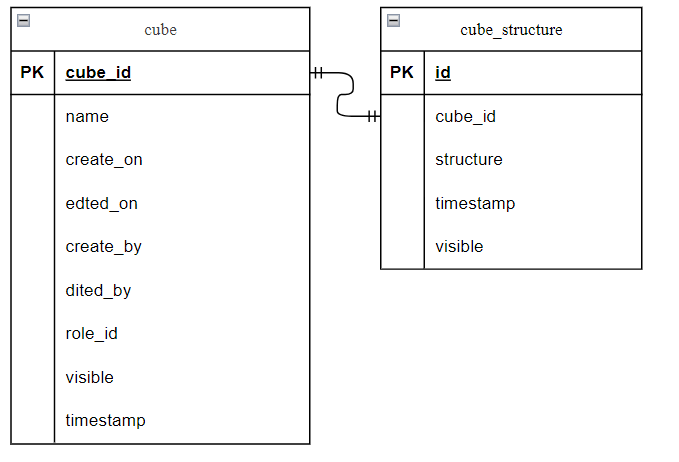 cube
PK cube_id
name
create_on
edted_on
create_by
dited_by
role_id
visible
timestamp
cube_structure
PK id
cube_id
structure
timestamp
visible